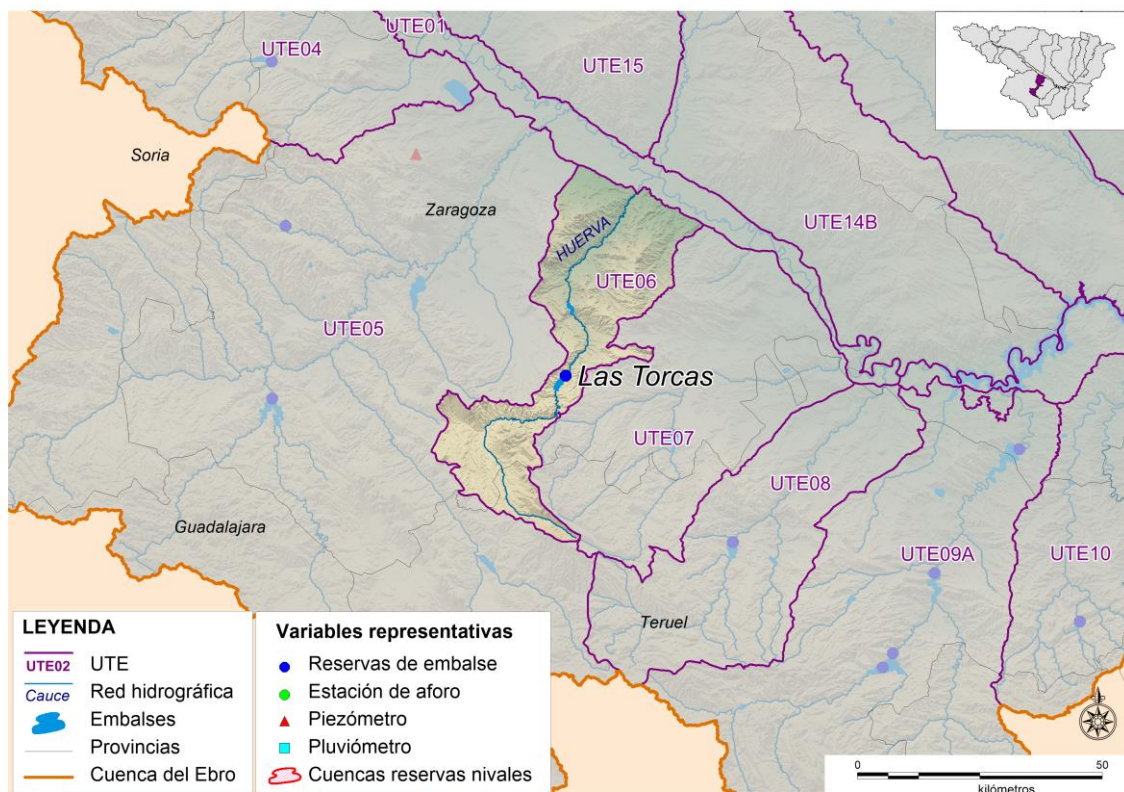 UTE04
UTE01
UTE15
Soria
Zaragoza
HUERVA
UTE14B
UTE06
UTE05
Las Torcas
UTE07
UTE08
Guadalajara
UTE09A
UTE10
Teruel
LEYENDA
UTE02 UTE
Cauce Red hidrográfica
Embalses
Provincias
Cuenca del Ebro
Variables representativas
Reservas de embalse
Estación de aforo
Piezómetro
Pluviómetro
Cuencas reservas nivales
0 50
kilómetros